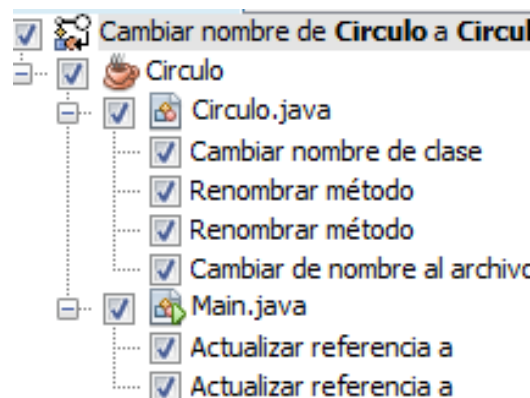 Cambiar nombre de Circulo a
Circulo
Circulo.java
Cambiar nombre de clase
Renombrar método
Renombrar método
Cambiar de nombre al archivo
Main.java
Actualizar referencia a
Actualizar referencia a